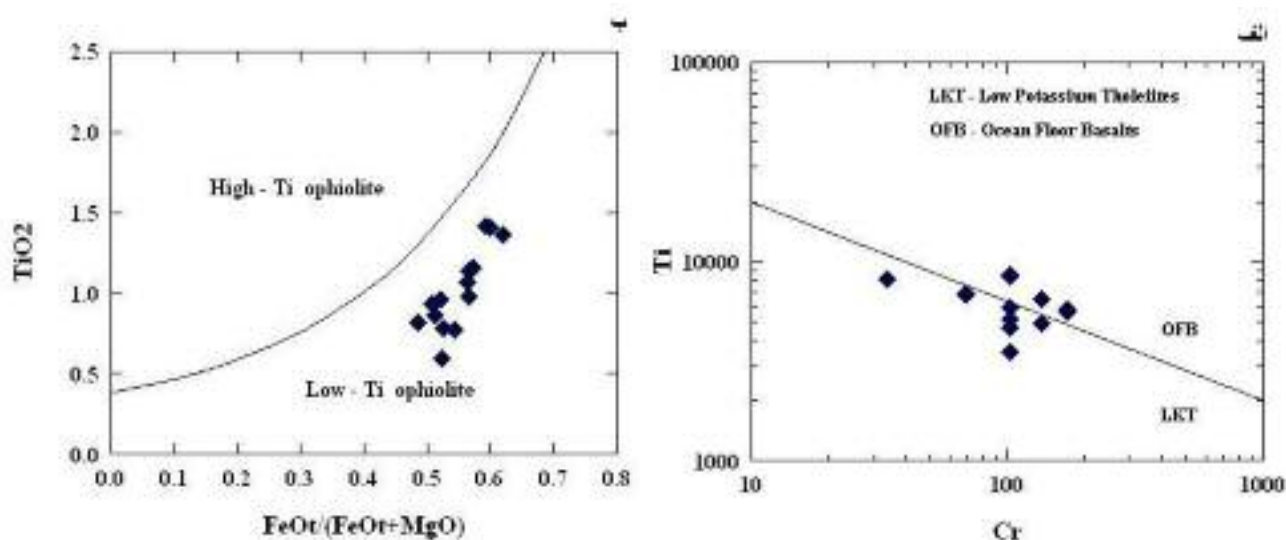 2.5
2.0
1.5
1.0
0.5
0.0
TiO2
High - Ti ophiolite
Low - Ti ophiolite
0.0 0.1 0.2 0.3 0.4 0.5 0.6 0.7 0.8
FeOt/(FeOt+MgO)
ب
100000
10000
1000
Ti
LKT - Low Potassium Tholeiites
OFB - Ocean Floor Basalts
OFB
LKT
10 100 1000
Cr